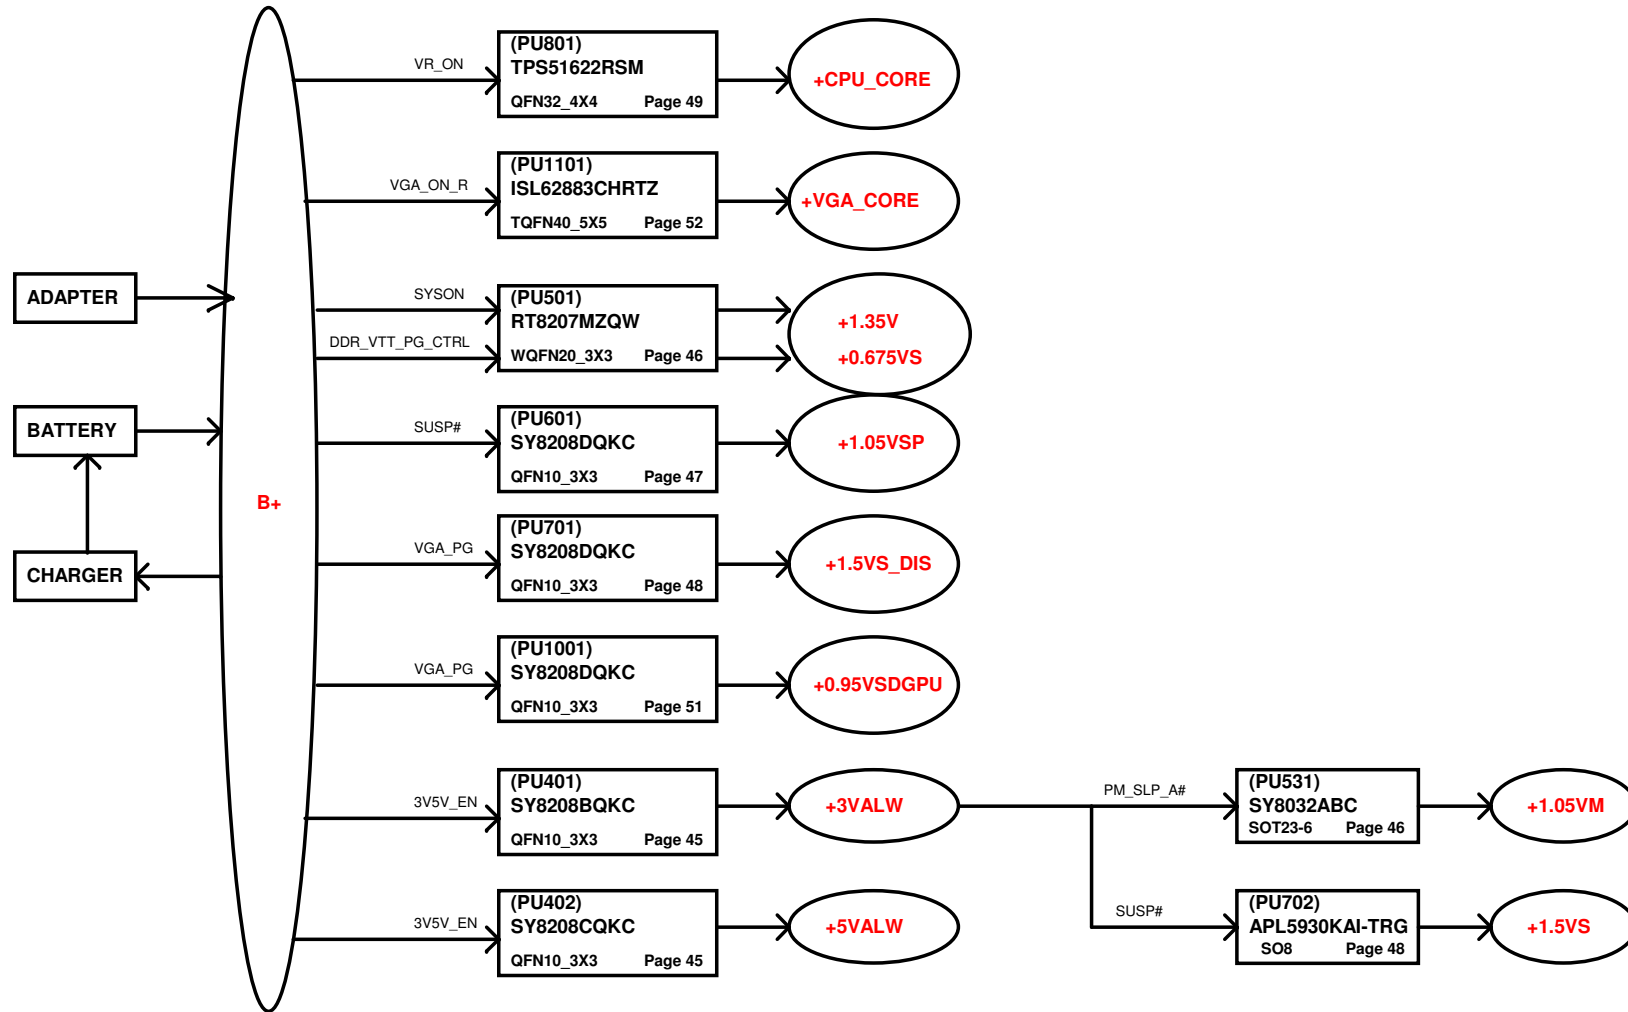 ADAPTER
BATTERY
CHARGER
B+
VR_ON
(PU801)
TPS51622RSM
QFN32_4X4 Page 49
+CPU_CORE
VGA_ON_R
(PU1101)
ISL62883CHRTZ
TQFN40_5X5 Page 52
+VGA_CORE
SYSON
DDR_VTT_PG_CTRL
(PU501)
RT8207MZQW
WQFN20_3X3 Page 46
+1.35V
+0.675VS
SUSP#
(PU601)
SY8208DQKC
QFN10_3X3 Page 47
+1.05VSP
VGA_PG
(PU701)
SY8208DQKC
QFN10_3X3 Page 48
+1.5VS_DIS
VGA_PG
(PU1001)
SY8208DQKC
QFN10_3X3 Page 51
+0.95VSDGPU
3V5V_EN
(PU401)
SY8208BQKC
QFN10_3X3 Page 45
+3VALW
PM_SLP_A#
(PU531)
SY8032ABC
SOT23-6 Page 46
+1.05VM
3V5V_EN
(PU402)
SY8208CQKC
QFN10_3X3 Page 45
+5VALW
SUSP#
(PU702)
APL5930KAI-TRG
SO8 Page 48
+1.5VS